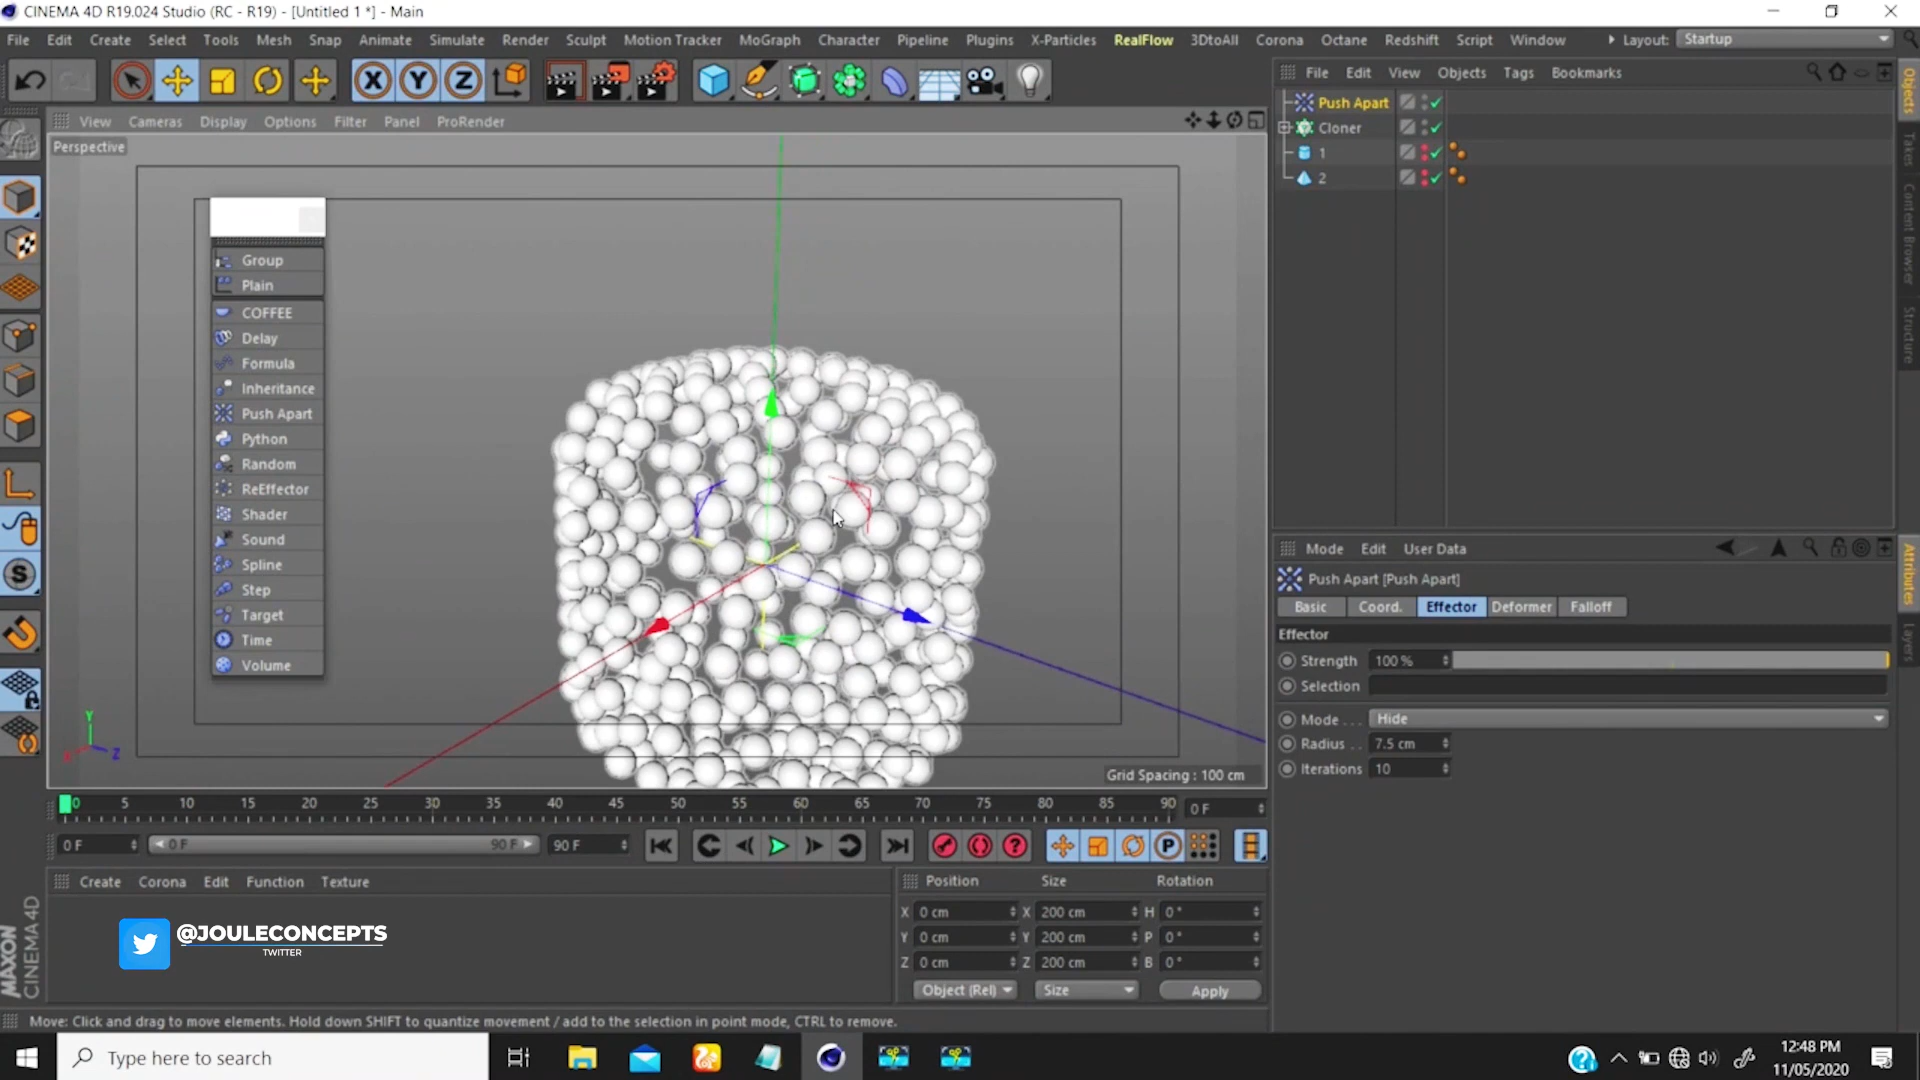 CINEMA 4D R19.024 Studio (RC - R19) - [Untitled 1 *] - Main
File Edit Create Select Tools Mesh Snap Animate Simulate Render Sculpt Motion Tracker MoGraph Character Pipeline Plugins X-Particles RealFlow 3DtoAll Corona Octane Redshift Script Window Layout: Startup
X Y Z
File Edit View Objects Tags Bookmarks
View Cameras Display Options Filter Panel ProRender
Perspective
Push Apart
Cloner
1
2
Objects
Takes
Content Browser
Structure
Group
Plain
COFFEE
Delay
Formula
Inheritance
Push Apart
Python
Random
ReEffector
Shader
Sound
Spline
Step
Target
Time
Volume
Y
X Z
Grid Spacing : 100 cm
Mode Edit User Data
Push Apart [Push Apart]
Basic Coord. Effector Deformer Falloff
Effector
Strength 100 %
Selection
Mode . . . Hide
Radius . . 7.5 cm
Iterations 10
Attributes
Layers
0 5 10 15 20 25 30 35 40 45 50 55 60 65 70 75 80 85 90 0 F
0 F 0 F 90 F 90 F
Create Corona Edit Function Texture
Position Size Rotation
X 0 cm X 200 cm H 0 °
Y 0 cm Y 200 cm P 0 °
Z 0 cm Z 200 cm B 0 °
Object (Rel) Size Apply
@JOULECONCEPTS
TWITTER
MAXON
CINEMA 4D
Move: Click and drag to move elements. Hold down SHIFT to quantize movement / add to the selection in point mode, CTRL to remove.
Type here to search
12:48 PM
11/05/2020